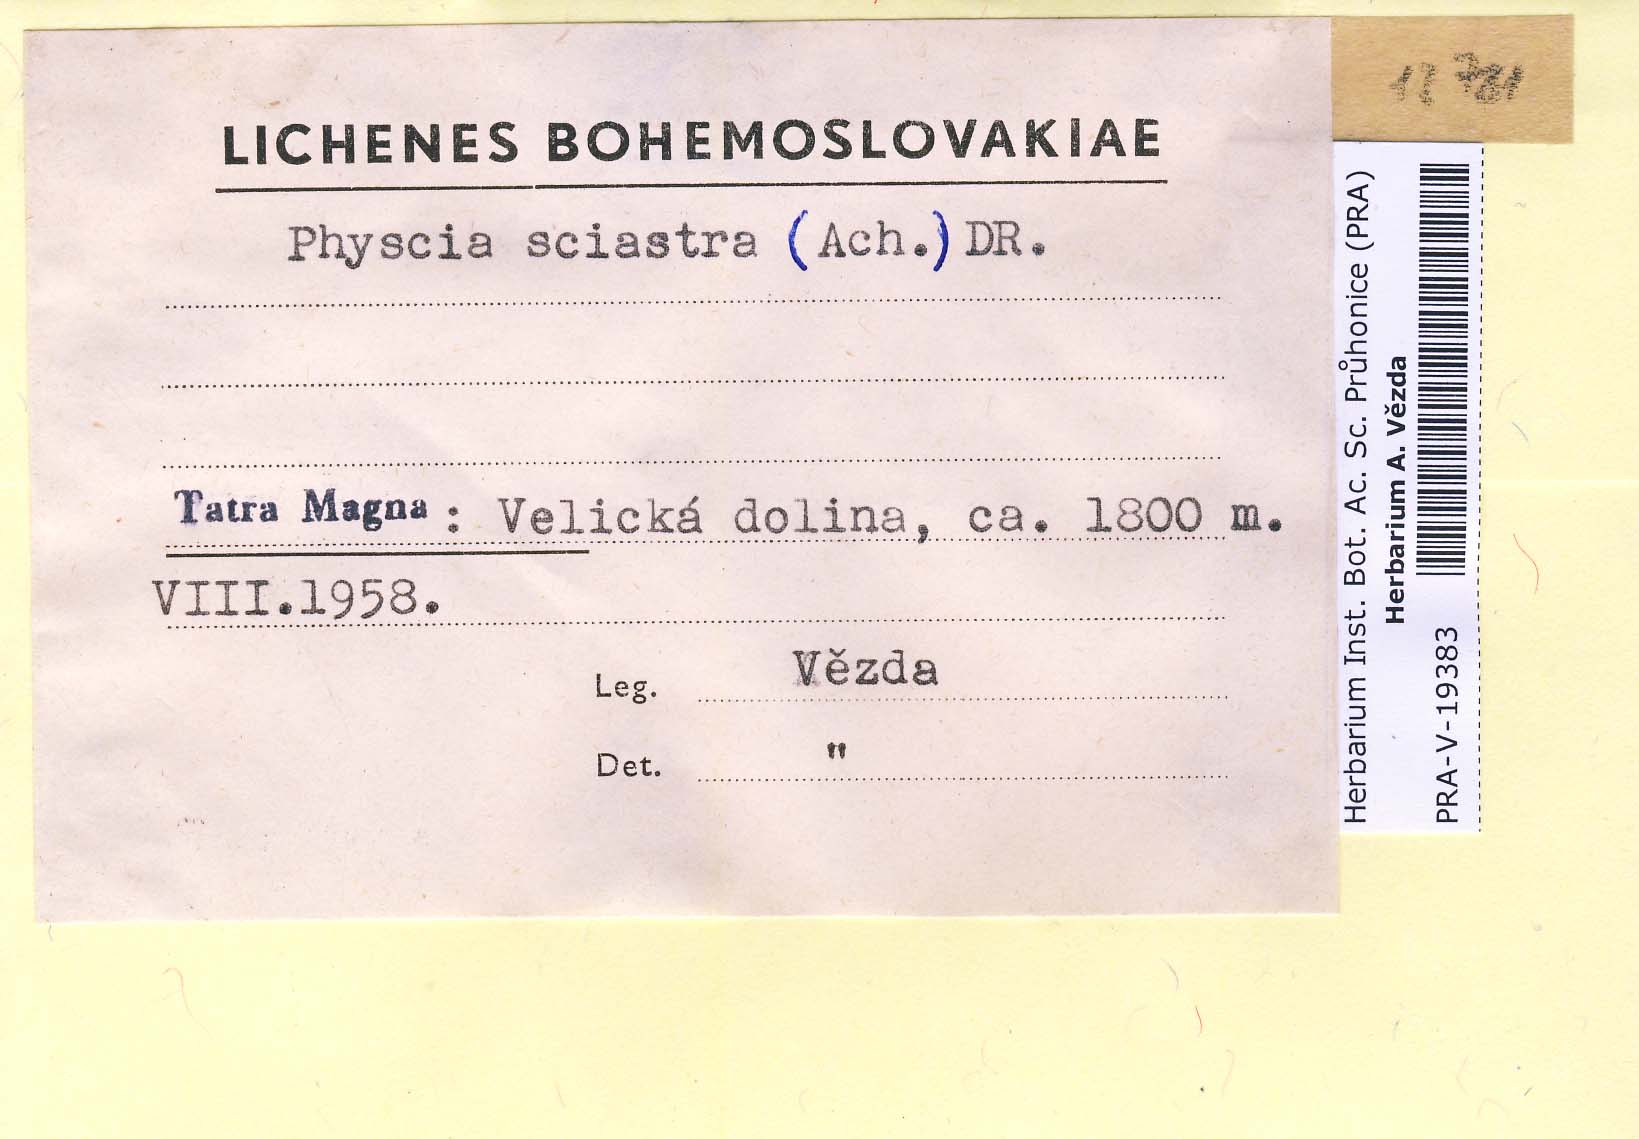 LICHENES BOHEMOSLOVAKIAE
Physcia sciastra (Ach.) DR.
Tatra Magna : Velická dolina, ca. 1800 m.
VIII.1958.
Leg. Vězda
Det. "
Herbarium Inst. Bot. Ac. Sc. Průhonice (PRA)
Herbarium A. Vězda
PRA-V-19383